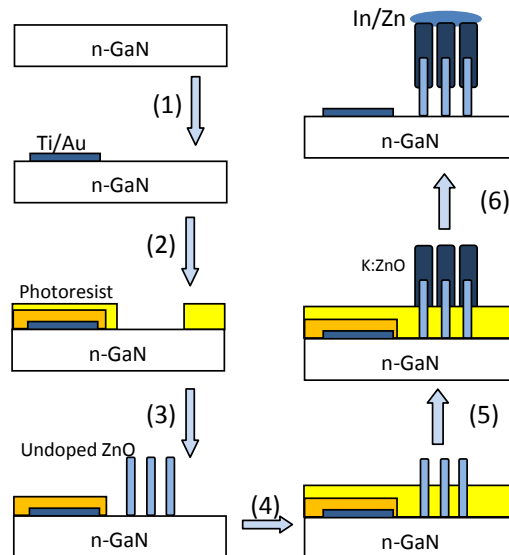 n-GaN
(1)
Ti/Au
n-GaN
(2)
Photoresist
n-GaN
(3)
Undoped ZnO
n-GaN
(4)
n-GaN
(5)
K:ZnO
n-GaN
(6)
In/Zn
n-GaN